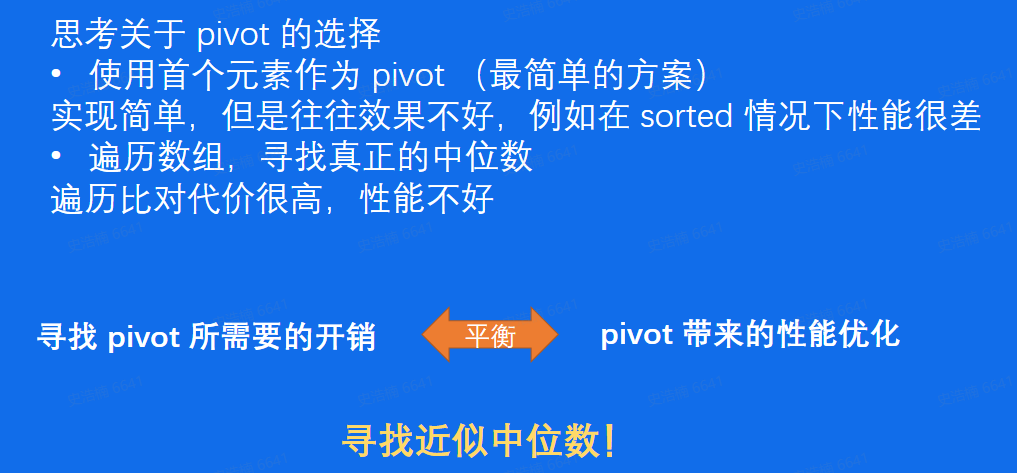 思考关于 pivot 的选择
• 使用首个元素作为 pivot （最简单的方案）
实现简单，但是往往效果不好，例如在 sorted 情况下性能很差
• 遍历数组，寻找真正的中位数
遍历比对代价很高，性能不好
寻找 pivot 所需要的开销
平衡
pivot 带来的性能优化
寻找近似中位数！